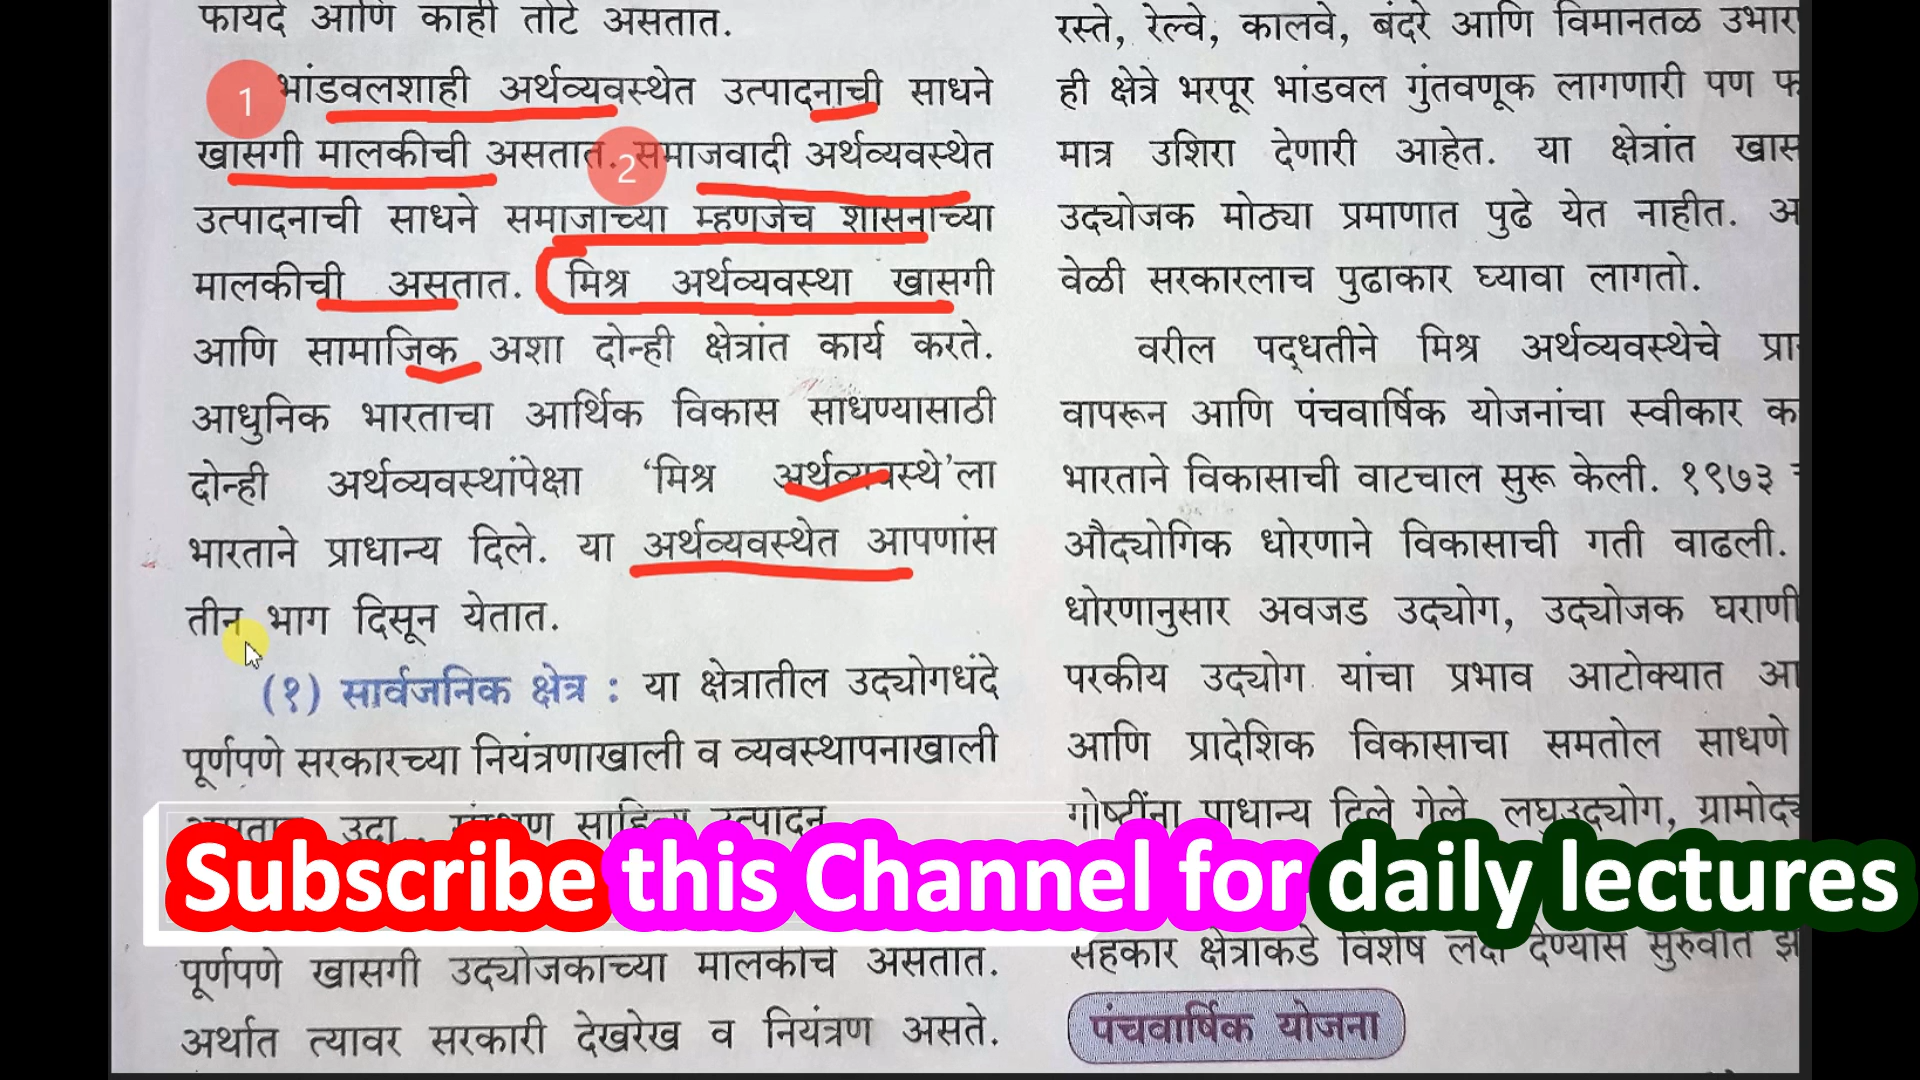 फायदे आणि काही तोटे असतात.
1 भांडवलशाही अर्थव्यवस्थेत उत्पादनाची साधने
खासगी मालकीची असतात. 2 समाजवादी अर्थव्यवस्थेत
उत्पादनाची साधने समाजाच्या म्हणजेच शासनाच्या
मालकीची असतात. मिश्र अर्थव्यवस्था खासगी
आणि सामाजिक अशा दोन्ही क्षेत्रांत कार्य करते.
आधुनिक भारताचा आर्थिक विकास साधण्यासाठी
दोन्ही अर्थव्यवस्थांपेक्षा ‘मिश्र अर्थव्यवस्थे’ला
भारताने प्राधान्य दिले. या अर्थव्यवस्थेत आपणांस
तीन भाग दिसून येतात.
(१) सार्वजनिक क्षेत्र : या क्षेत्रातील उद्योगधंदे
पूर्णपणे सरकारच्या नियंत्रणाखाली व व्यवस्थापनाखाली
उदा., साहित्य उत्पादन
पूर्णपणे खासगी उद्योजकांच्या मालकीचे असतात.
अर्थात त्यावर सरकारी देखरेख व नियंत्रण असते.
रस्ते, रेल्वे, कालवे, बंदरे आणि विमानतळ
ही क्षेत्रे भरपूर भांडवल गुंतवणूक लागणारी पण
मात्र उशिरा देणारी आहेत. या क्षेत्रांत
उद्योजक मोठ्या प्रमाणात पुढे येत नाहीत.
वेळी सरकारलाच पुढाकार घ्यावा लागतो.
वरील पद्धतीने मिश्र अर्थव्यवस्थेचे
वापरून आणि पंचवार्षिक योजनांचा स्वीकार
भारताने विकासाची वाटचाल सुरू केली. १९७३
औद्योगिक धोरणाने विकासाची गती वाढली.
धोरणानुसार अवजड उद्योग, उद्योजक घराणी
परकीय उद्योग यांचा प्रभाव आटोक्यात
आणि प्रादेशिक विकासाचा समतोल साधणे
गोष्टींना प्राधान्य दिले गेले. लघुउद्योग,
Subscribe this Channel for daily lectures
सहकार क्षेत्राकडे विशेष लक्ष देण्यास सुरुवात
पंचवार्षिक योजना